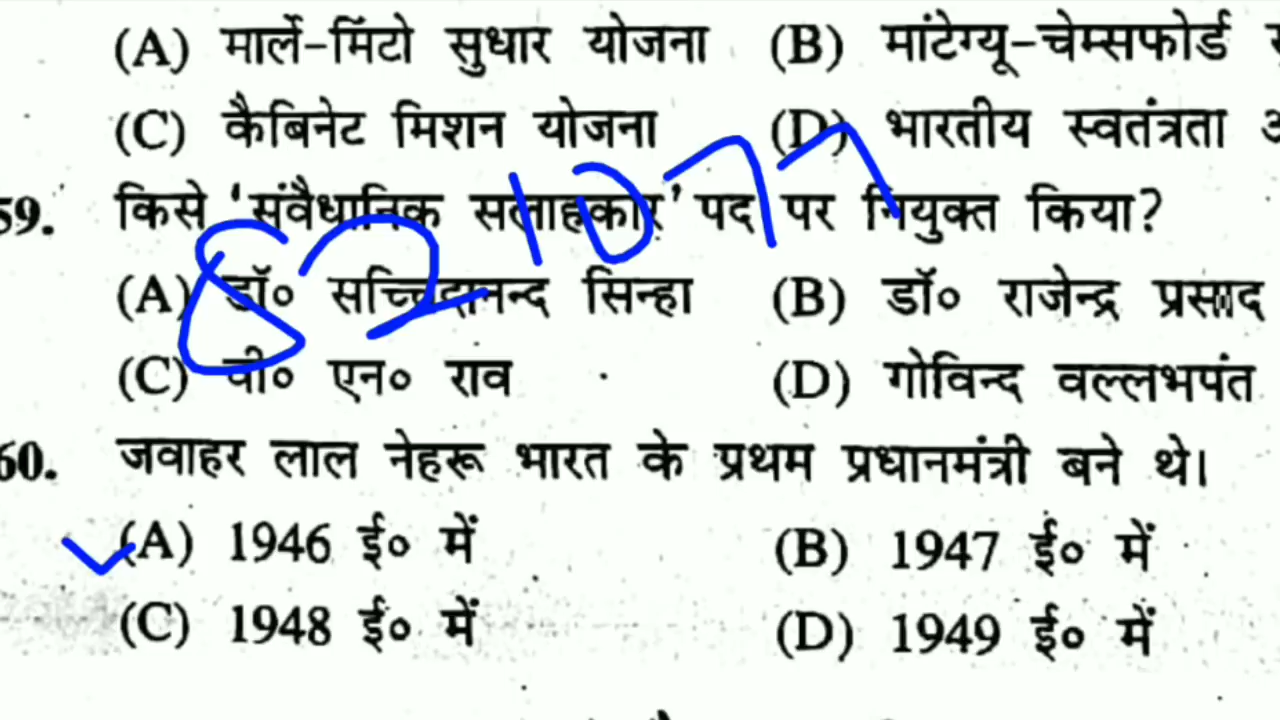 (A) मार्ले-मिंटो सुधार योजना (B) मांटेग्यू-चेम्सफोर्ड
(C) कैबिनेट मिशन योजना (D) भारतीय स्वतंत्रता
59. किसे 'संवैधानिक सलाहकार' पद पर नियुक्त किया?
1077
82
(A) डॉ० सच्चिदानन्द सिन्हा (B) डॉ० राजेन्द्र प्रसाद
(C) वी० एन० राव (D) गोविन्द वल्लभपंत
60. जवाहर लाल नेहरू भारत के प्रथम प्रधानमंत्री बने थे।
(A) 1946 ई० में (B) 1947 ई० में
(C) 1948 ई० में (D) 1949 ई० में